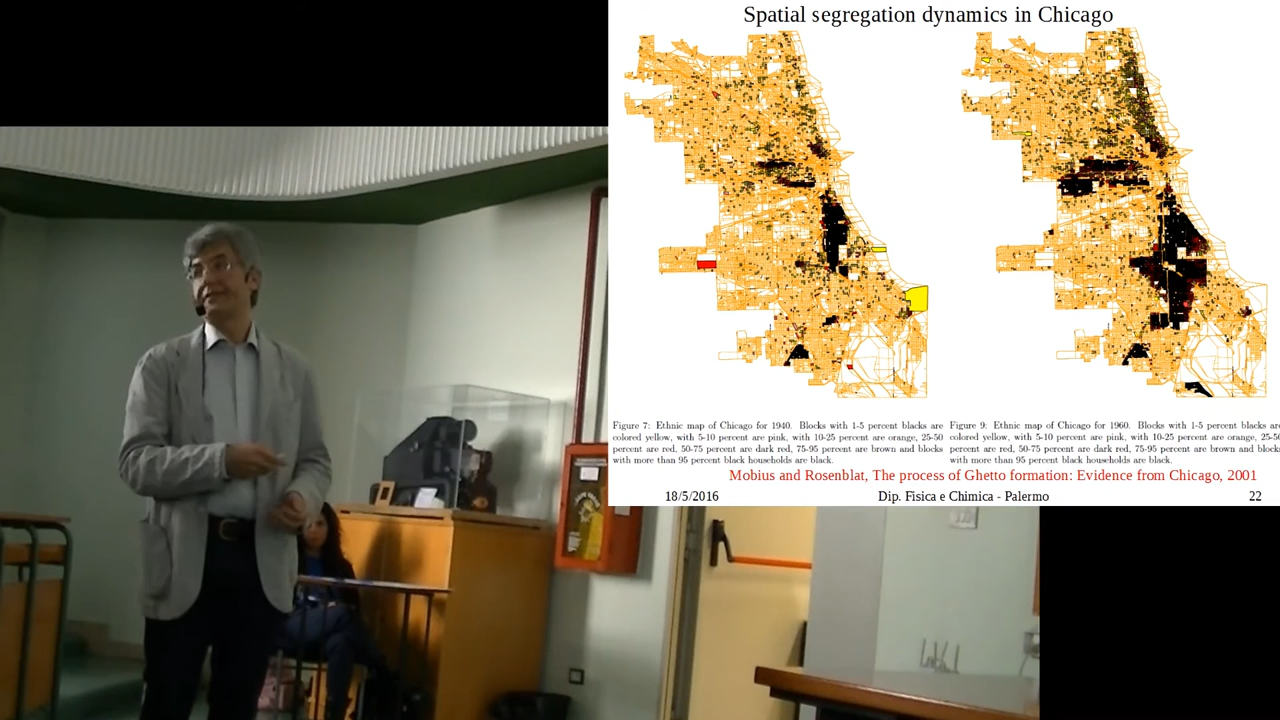 Spatial segregation dynamics in Chicago
Figure 7: Ethnic map of Chicago for 1940. Blocks with 1-5 percent blacks are
colored yellow, with 5-10 percent are pink, with 10-25 percent are orange, 25-50
percent are red, 50-75 percent are dark red, 75-95 percent are brown and blocks
with more than 95 percent black households are black.
Figure 9: Ethnic map of Chicago for 1960. Blocks with 1-5 percent blacks are
colored yellow, with 5-10 percent are pink, with 10-25 percent are orange, 25-50
percent are red, 50-75 percent are dark red, 75-95 percent are brown and blocks
with more than 95 percent black households are black.
Mobius and Rosenblat, The process of Ghetto formation: Evidence from Chicago, 2001
18/5/2016
Dip. Fisica e Chimica - Palermo
22